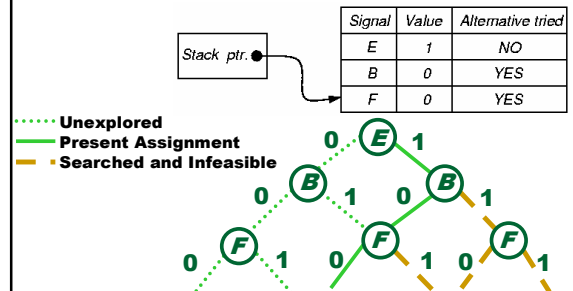 Signal Value Alternative tried
E 1 NO
B 0 YES
F 0 YES
Stack ptr.
Unexplored
Present Assignment
Searched and Infeasible
0 E 1
0 B 1 0 B 1
F F F
0 1 0 1 0 1